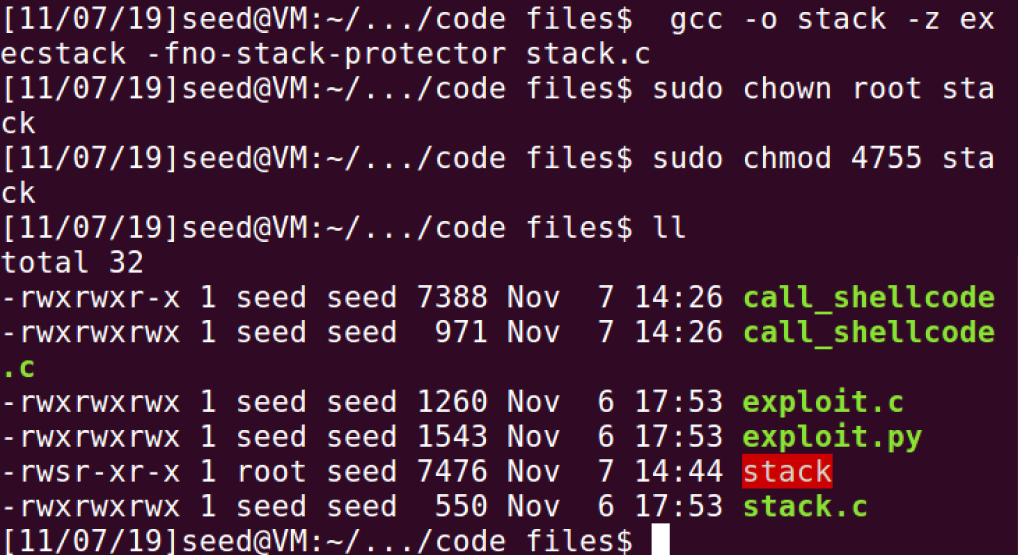 [11/07/19]seed@VM:~/.../code files$  gcc -o stack -z ex
ecstack -fno-stack-protector stack.c
[11/07/19]seed@VM:~/.../code files$ sudo chown root sta
ck
[11/07/19]seed@VM:~/.../code files$ sudo chmod 4755 sta
ck
[11/07/19]seed@VM:~/.../code files$ ll
total 32
-rwxrwxr-x 1 seed seed 7388 Nov  7 14:26 call_shellcode
-rwxrwxrwx 1 seed seed  971 Nov  7 14:26 call_shellcode
.c
-rwxrwxrwx 1 seed seed 1260 Nov  6 17:53 exploit.c
-rwxrwxrwx 1 seed seed 1543 Nov  6 17:53 exploit.py
-rwsr-xr-x 1 root seed 7476 Nov  7 14:44 stack
-rwxrwxrwx 1 seed seed  550 Nov  6 17:53 stack.c
[11/07/19]seed@VM:~/.../code files$